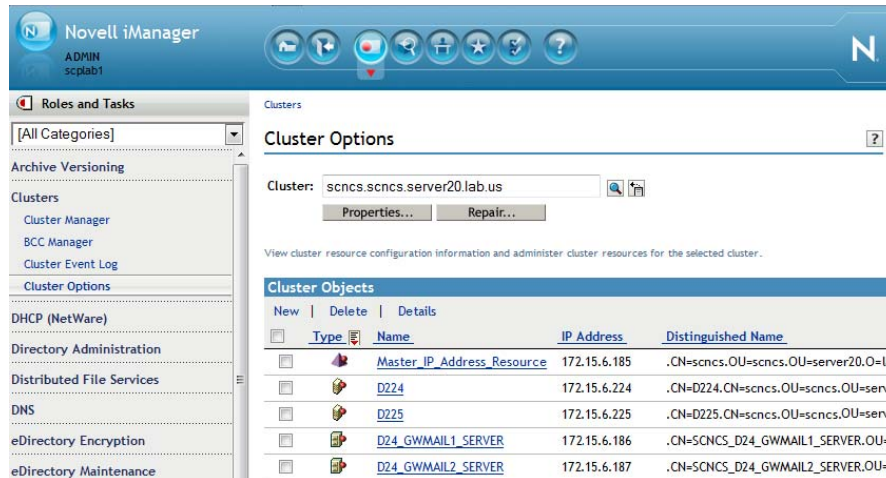 Novell iManager
ADMIN
scplab1
N
Roles and Tasks
[All Categories]
Archive Versioning
Clusters
Cluster Manager
BCC Manager
Cluster Event Log
Cluster Options
DHCP (NetWare)
Directory Administration
Distributed File Services
DNS
eDirectory Encryption
eDirectory Maintenance
Clusters
Cluster Options
?
Cluster: scncs.scncs.server20.lab.us
Properties... Repair...
View cluster resource configuration information and administer cluster resources for the selected cluster.
Cluster Objects
New | Delete | Details
Type Name IP Address Distinguished Name
Master_IP_Address_Resource 172.15.6.185 .CN=scncs.OU=scncs.OU=server20.O=l
D224 172.15.6.224 .CN=D224.CN=scncs.OU=scncs.OU=serv
D225 172.15.6.225 .CN=D225.CN=scncs.OU=scncs.OU=serv
D24_GWMAIL1_SERVER 172.15.6.186 .CN=SCNCS_D24_GWMAIL1_SERVER.OU=
D24_GWMAIL2_SERVER 172.15.6.187 .CN=SCNCS_D24_GWMAIL2_SERVER.OU=